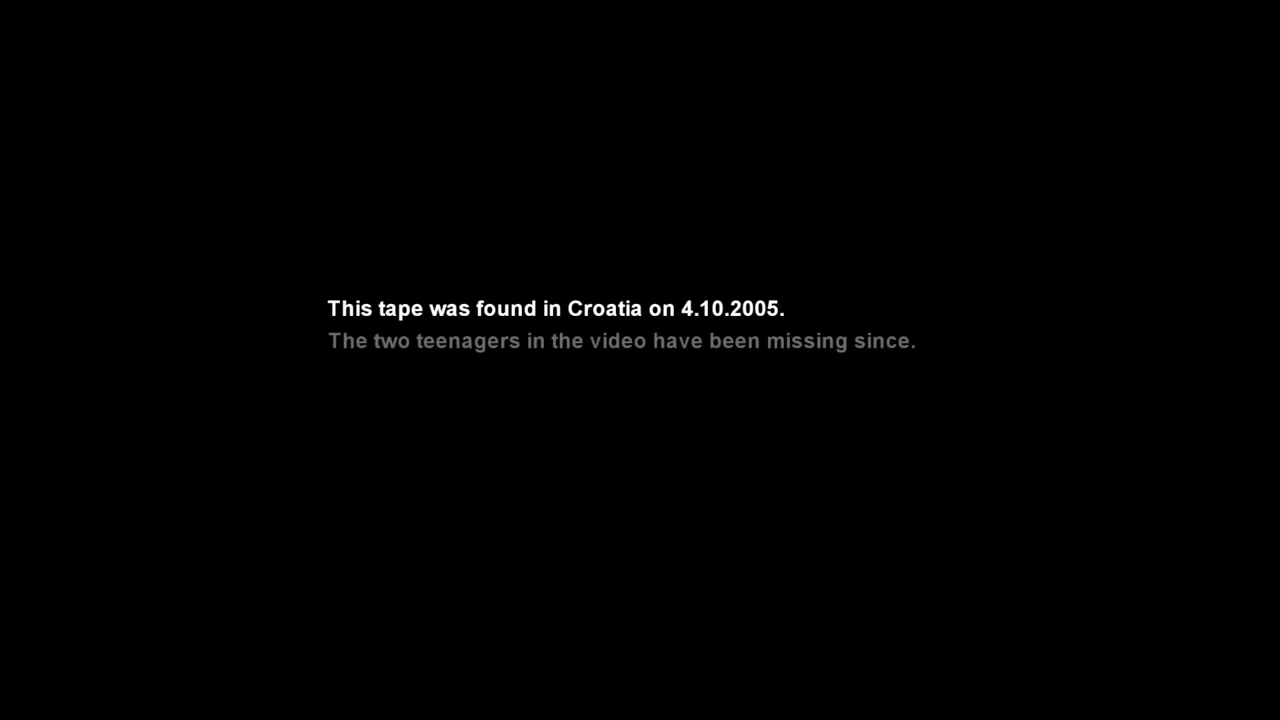 This tape was found in Croatia on 4.10.2005.
The two teenagers in the video have been missing since.